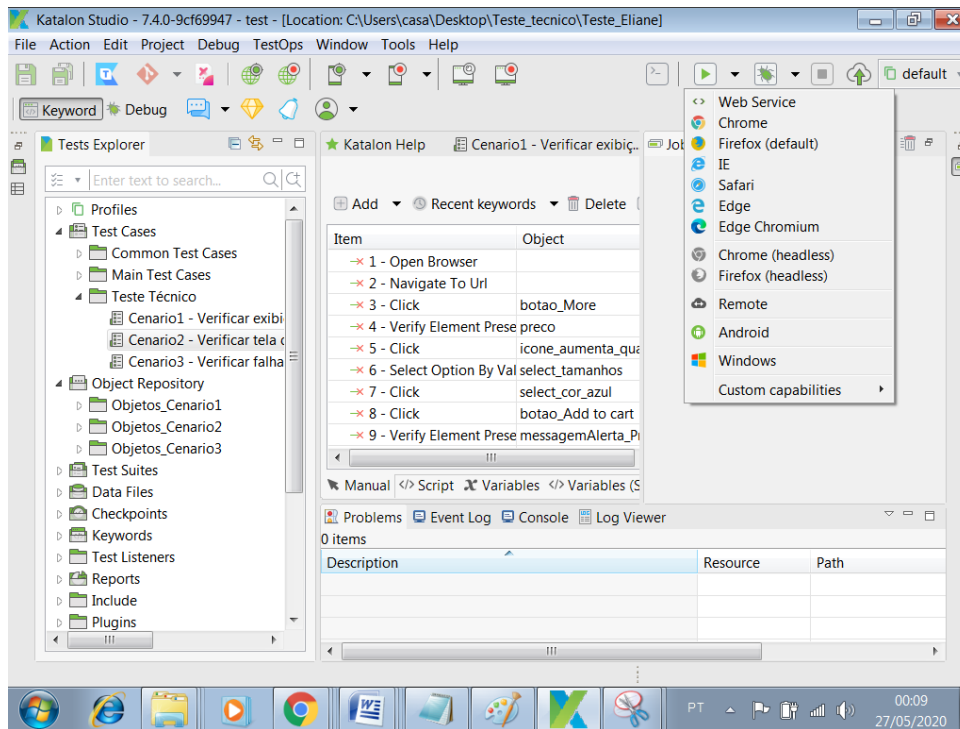 Katalon Studio - 7.4.0-9cf69947 - test - [Location: C:\Users\casa\Desktop\Teste_tecnico\Teste_Eliane]
File Action Edit Project Debug TestOps Window Tools Help
default
Keyword Debug
Tests Explorer
Enter text to search...
Profiles
Test Cases
Common Test Cases
Main Test Cases
Teste Técnico
Cenario1 - Verificar exibi
Cenario2 - Verificar tela
Cenario3 - Verificar falha
Object Repository
Objetos_Cenario1
Objetos_Cenario2
Objetos_Cenario3
Test Suites
Data Files
Checkpoints
Keywords
Test Listeners
Reports
Include
Plugins
Katalon Help Cenario1 - Verificar exibiç... Job
Add Recent keywords Delete
Item Object
1 - Open Browser
2 - Navigate To Url
3 - Click botao_More
4 - Verify Element Prese preco
5 - Click icone_aumenta_qua
6 - Select Option By Val select_tamanhos
7 - Click select_cor_azul
8 - Click botao_Add to cart
9 - Verify Element Prese messagemAlerta_Pr
Manual Script Variables Variables (S
Web Service
Chrome
Firefox (default)
IE
Safari
Edge
Edge Chromium
Chrome (headless)
Firefox (headless)
Remote
Android
Windows
Custom capabilities
Problems Event Log Console Log Viewer
0 items
Description Resource Path
PT 00:09
27/05/2020